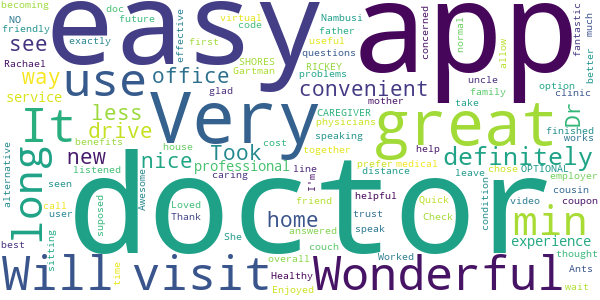 becoming doc future virtual Nambusi concerned
NO code father
friendly exactly effective first useful normal allow fantastic much
easy app
Rachael SHORES questions better
see use office Gartman RICKEY uncle option
way problems convenient family clinic
service glad mother take
less Very CAREGIVER
It drive physicians great Dr
long benefits house cost together finished
new nice Took speaking help works
listened professional prefer medical definitely
alternative seen caring line distance leave chose employer
doctor
suposed Awesome I'm OPTIONAL cousin
call Loved home friend helpful Quick condition video min coupon
user Thank She answered trust Check experience
best sitting couch speak thought
Will visit overall Worked Wonderful Ants
time Healthy wait
Enjoyed